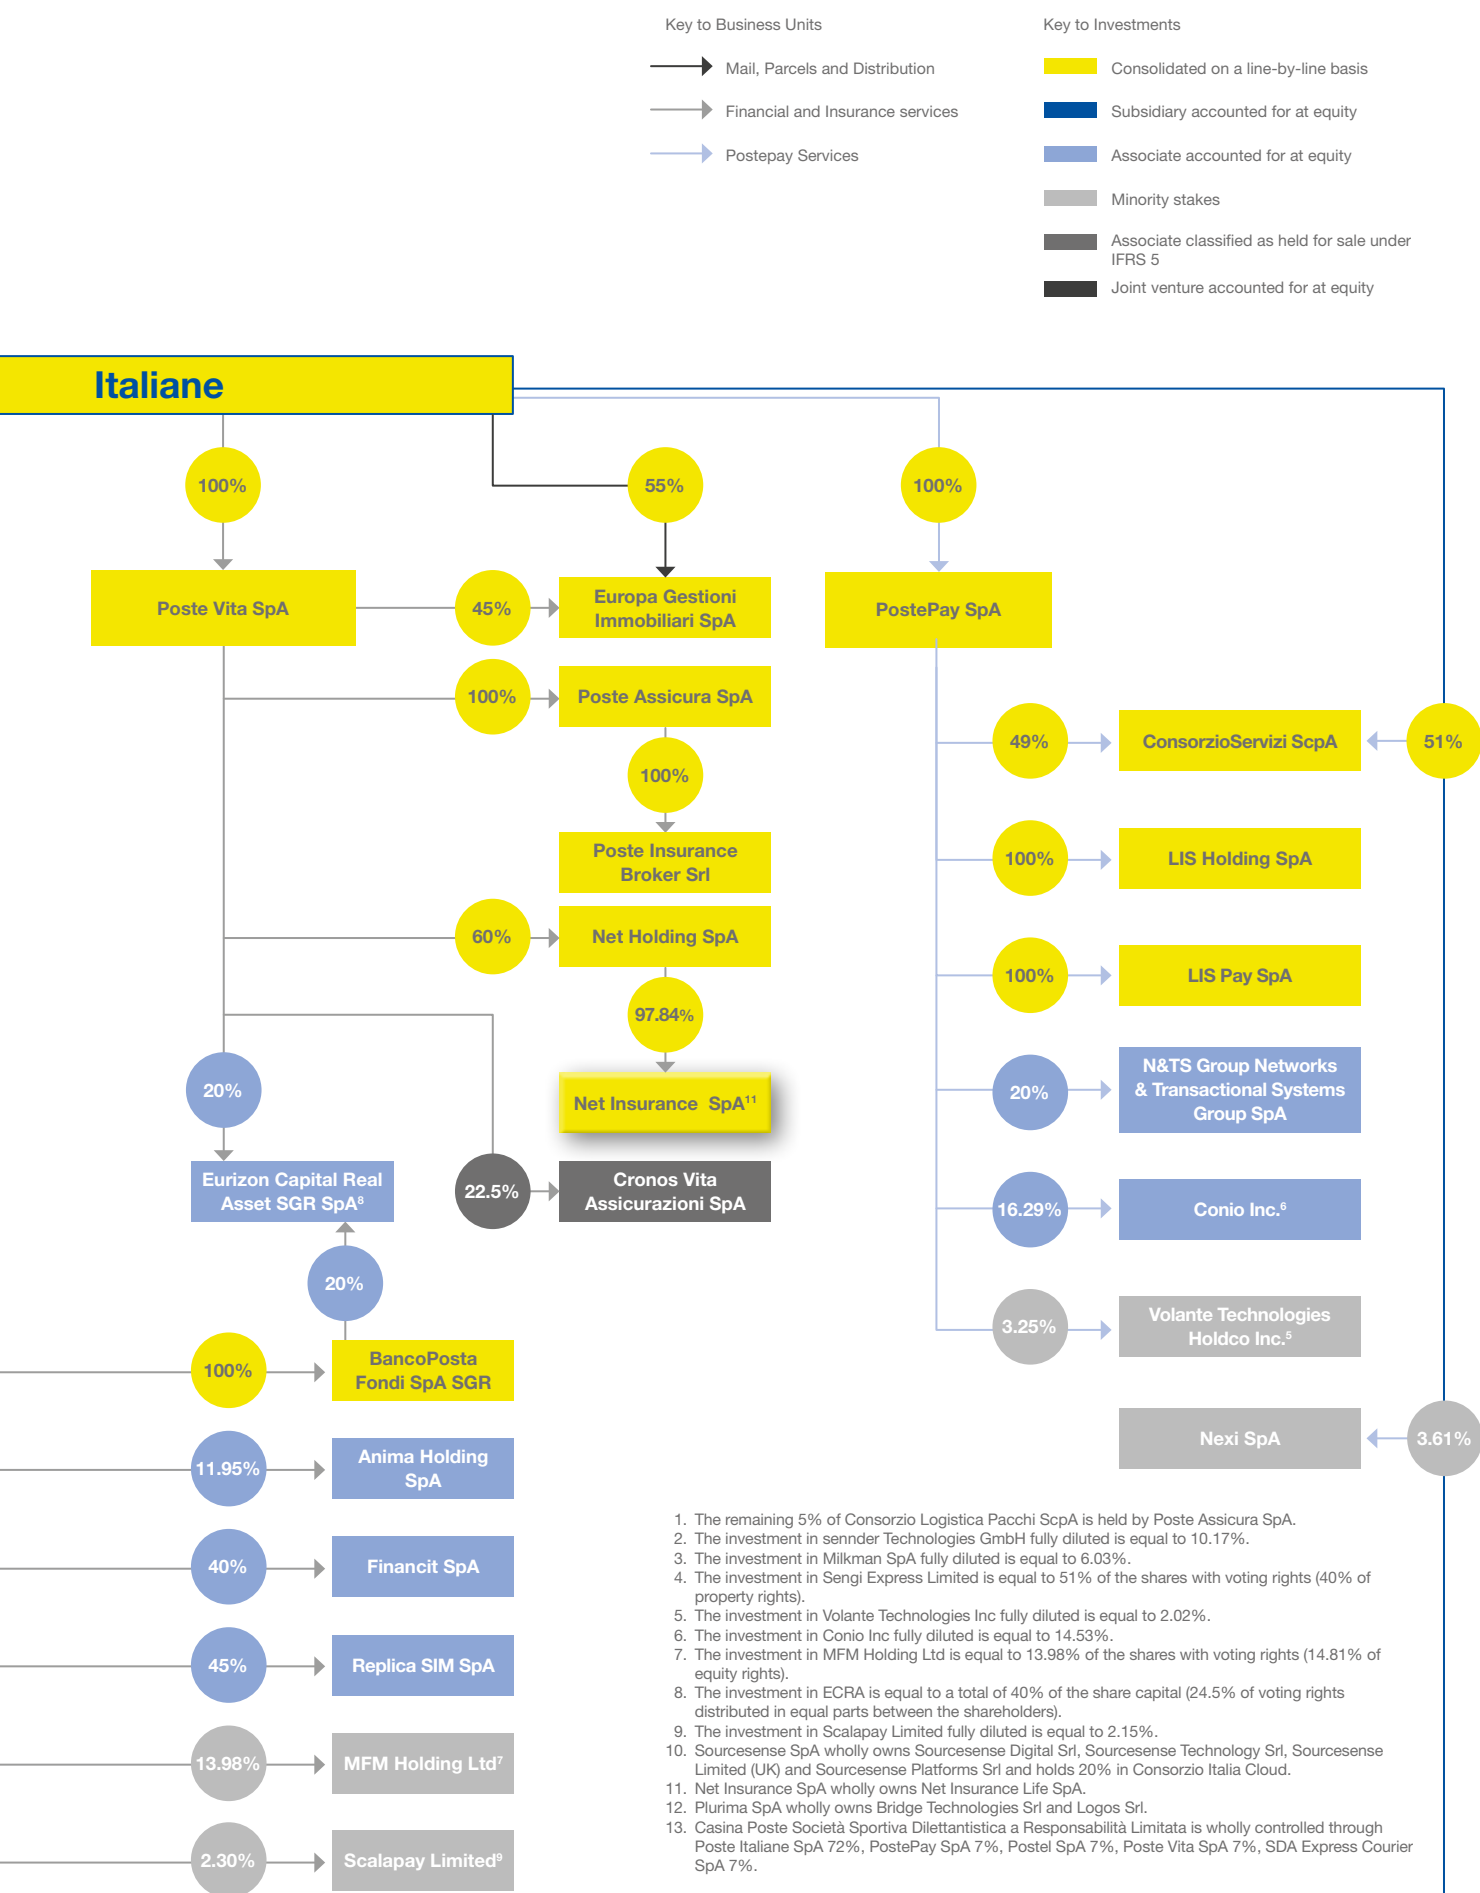 Key to Business Units
Mail, Parcels and Distribution
Financial and Insurance services
Postepay Services
Key to Investments
Consolidated on a line-by-line basis
Subsidiary accounted for at equity
Associate accounted for at equity
Minority stakes
Associate classified as held for sale under
IFRS 5
Joint venture accounted for at equity
Italiane
100%
55%
100%
Poste Vita SpA
45%
Europa Gestioni
Immobiliari SpA
PostePay SpA
100%
Poste Assicura SpA
49%
ConsorzioServizi ScpA
51%
100%
Poste Insurance
Broker Srl
100%
LIS Holding SpA
60%
Net Holding SpA
100%
LIS Pay SpA
97.84%
20%
Net Insurance SpA¹¹
20%
N&TS Group Networks
& Transactional Systems
Group SpA
Eurizon Capital Real
Asset SGR SpA⁸
22.5%
Cronos Vita
Assicurazioni SpA
16.29%
Conio Inc.⁶
20%
3.25%
Volante Technologies
Holdco Inc.⁵
100%
BancoPosta
Fondi SpA SGR
Nexi SpA
3.61%
11.95%
Anima Holding
SpA
40%
Financit SpA
45%
Replica SIM SpA
13.98%
MFM Holding Ltd⁷
2.30%
Scalapay Limited⁹
1. The remaining 5% of Consorzio Logistica Pacchi ScpA is held by Poste Assicura SpA.
2. The investment in sennder Technologies GmbH fully diluted is equal to 10.17%.
3. The investment in Milkman SpA fully diluted is equal to 6.03%.
4. The investment in Sengi Express Limited is equal to 51% of the shares with voting rights (40% of
property rights).
5. The investment in Volante Technologies Inc fully diluted is equal to 2.02%.
6. The investment in Conio Inc fully diluted is equal to 14.53%.
7. The investment in MFM Holding Ltd is equal to 13.98% of the shares with voting rights (14.81% of
equity rights).
8. The investment in ECRA is equal to a total of 40% of the share capital (24.5% of voting rights
distributed in equal parts between the shareholders).
9. The investment in Scalapay Limited fully diluted is equal to 2.15%.
10. Sourcesense SpA wholly owns Sourcesense Digital Srl, Sourcesense Technology Srl, Sourcesense
Limited (UK) and Sourcesense Platforms Srl and holds 20% in Consorzio Italia Cloud.
11. Net Insurance SpA wholly owns Net Insurance Life SpA.
12. Plurima SpA wholly owns Bridge Technologies Srl and Logos Srl.
13. Casina Poste Società Sportiva Dilettantistica a Responsabilità Limitata is wholly controlled through
Poste Italiane SpA 72%, PostePay SpA 7%, Postel SpA 7%, Poste Vita SpA 7%, SDA Express Courier
SpA 7%.